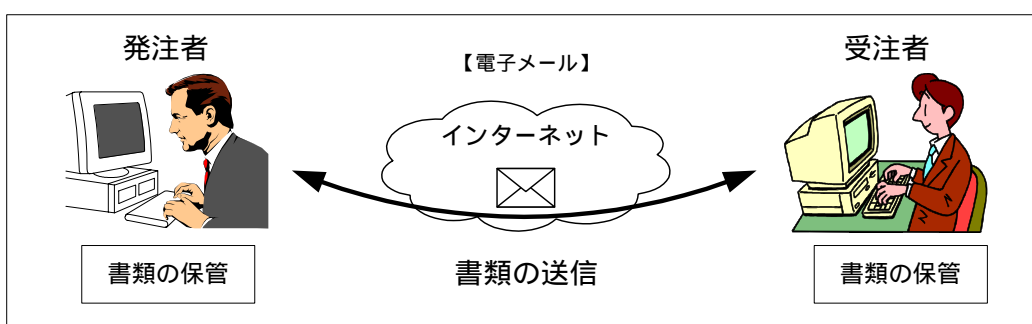 発注者
【電子メール】
受注者
インターネット
書類の保管
書類の送信
書類の保管